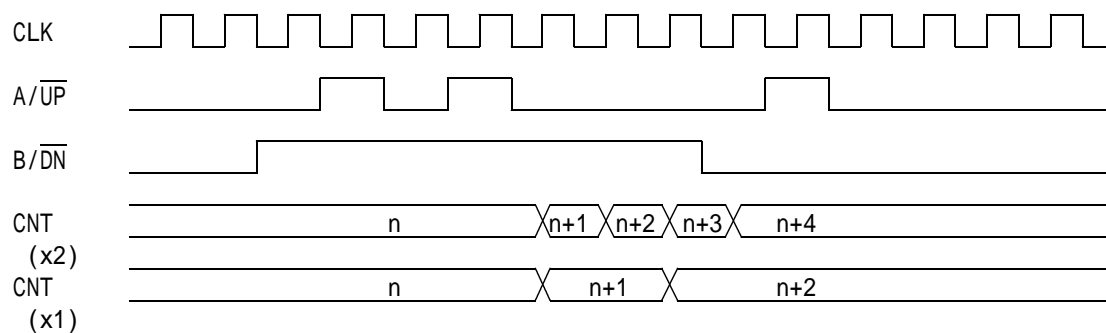 CLK
A/UP
B/DN
CNT n n+1 n+2 n+3 n+4
(x2)
CNT n n+1 n+2
(x1)